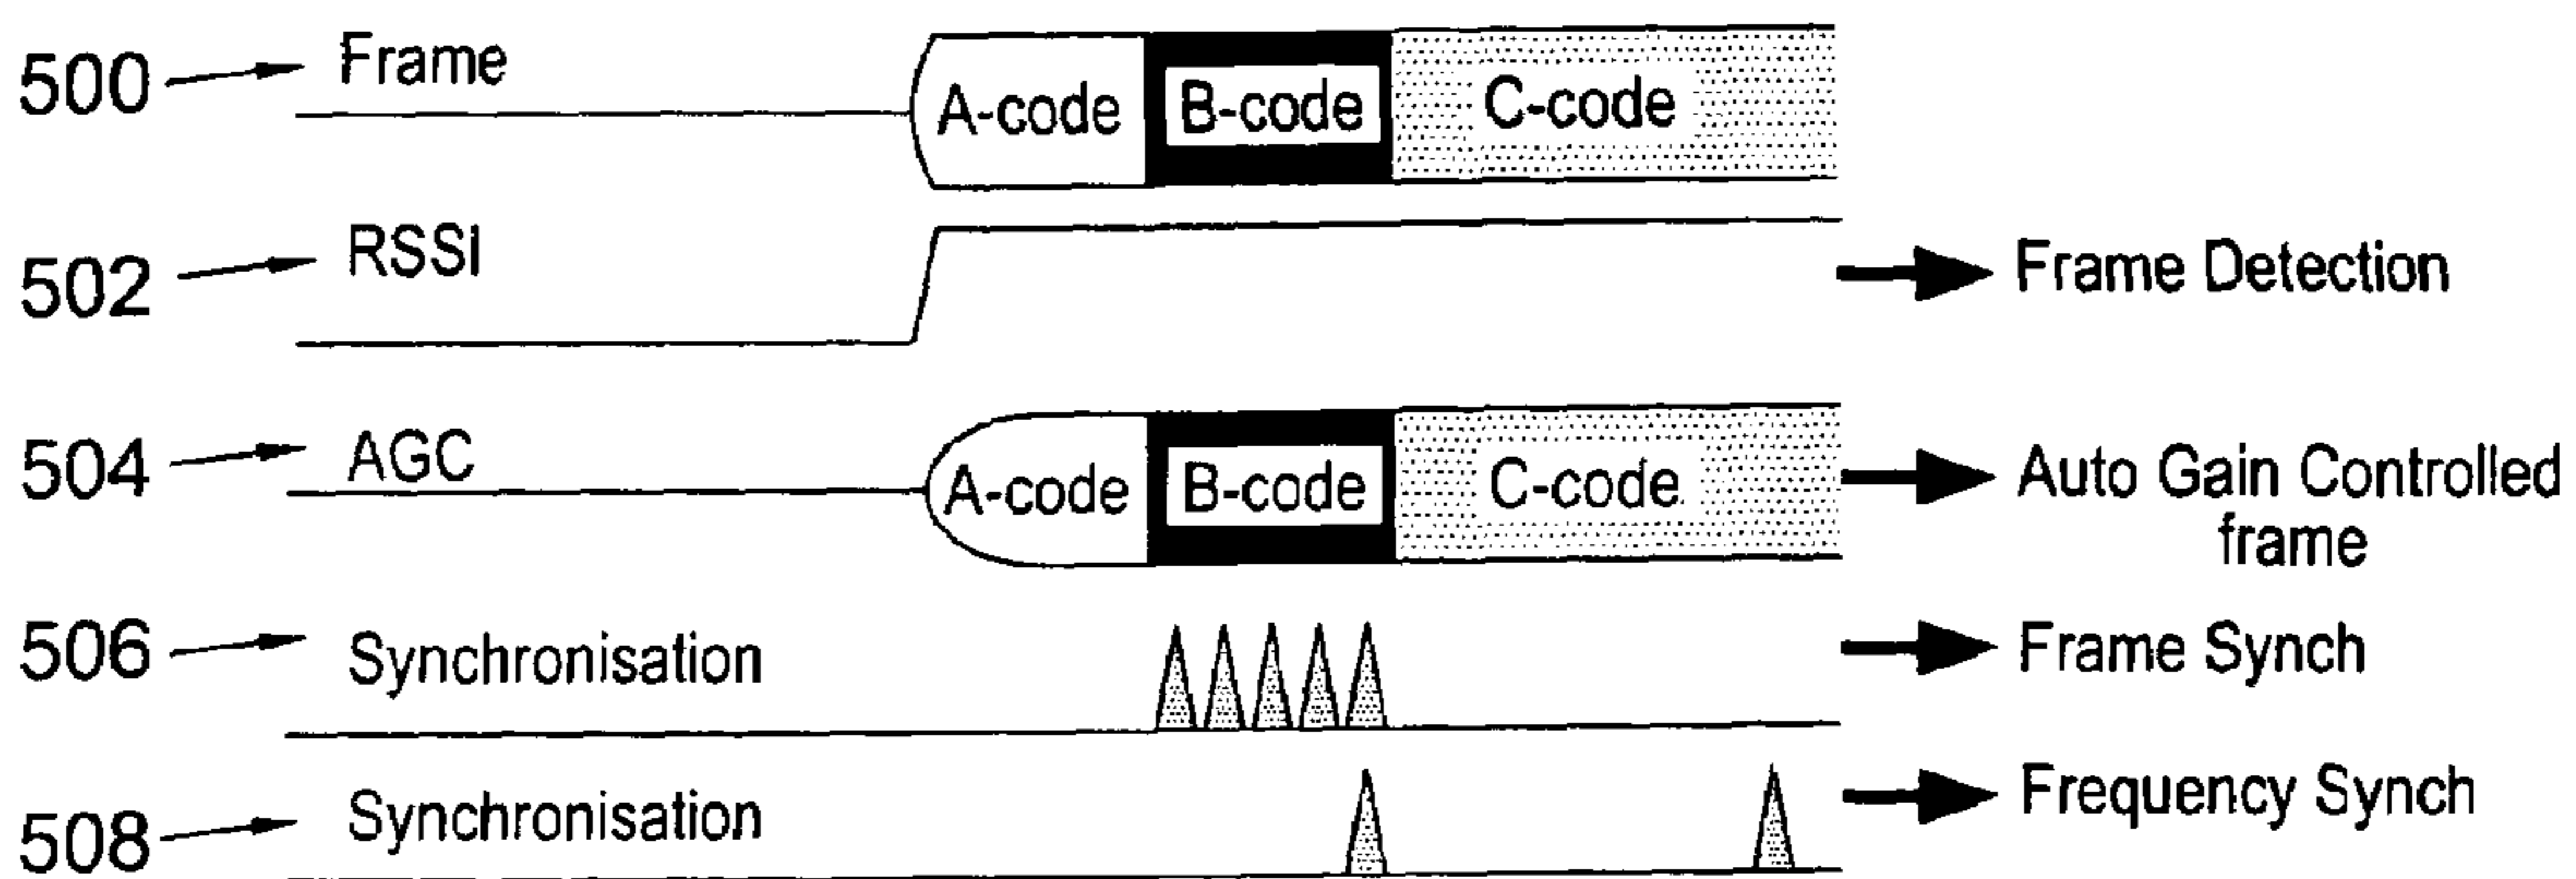 500 Frame A-code B-code C-code
502 RSSI Frame Detection
504 AGC A-code B-code C-code Auto Gain Controlled
frame
506 Synchronisation Frame Synch
508 Synchronisation Frequency Synch